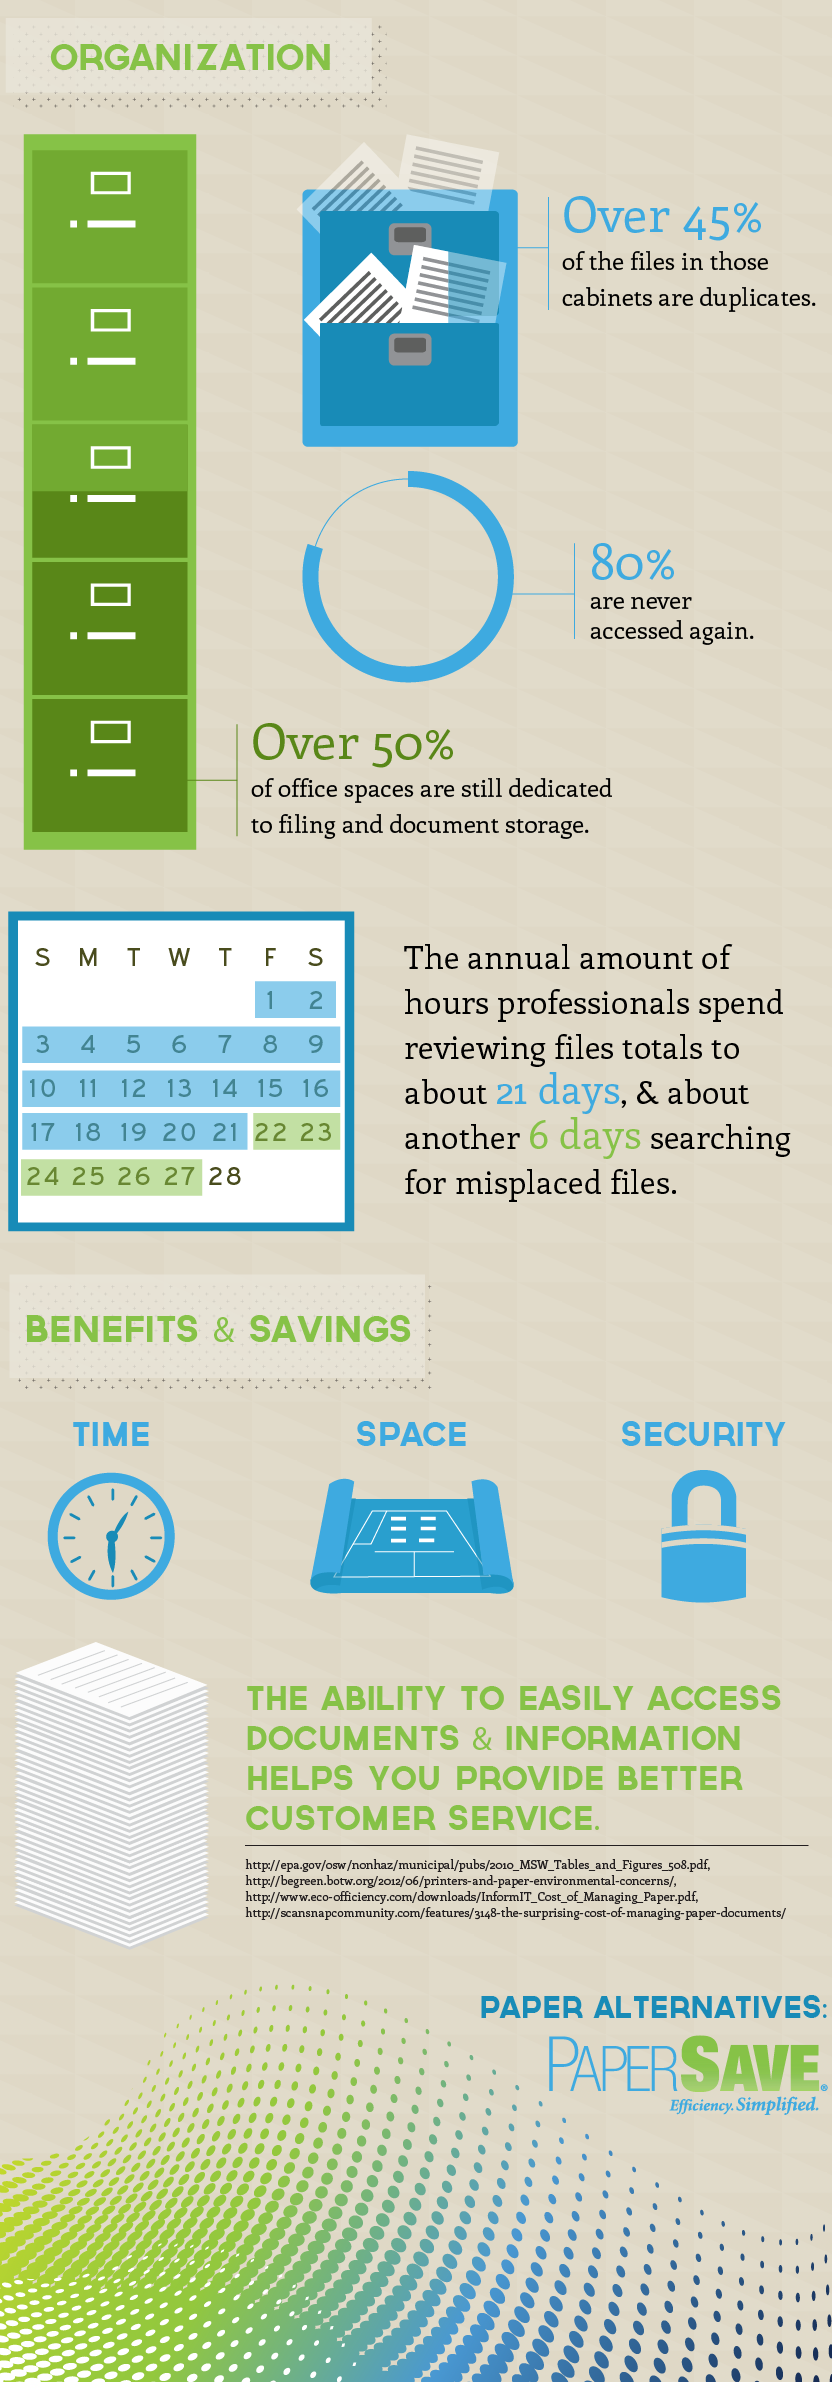 ORGANIZATION
Over 45%
of the files in those
cabinets are duplicates.
80%
are never
accessed again.
Over 50%
of office spaces are still dedicated
to filing and document storage.
S M T W T F S
1 2
3 4 5 6 7 8 9
10 11 12 13 14 15 16
17 18 19 20 21 22 23
24 25 26 27 28
The annual amount of
hours professionals spend
reviewing files totals to
about 21 days, & about
another 6 days searching
for misplaced files.
BENEFITS & SAVINGS
TIME
SPACE
SECURITY
THE ABILITY TO EASILY ACCESS
DOCUMENTS & INFORMATION
HELPS YOU PROVIDE BETTER
CUSTOMER SERVICE.
http://epa.gov/osw/nonhaz/municipal/pubs/2010_MSW_Tables_and_Figures_508.pdf,
http://begreen.botw.org/2012/06/printers-and-paper-environmental-concerns/,
http://www.eco-officiency.com/downloads/InformIT_Cost_of_Managing_Paper.pdf,
http://scansnapcommunity.com/features/3148-the-surprising-cost-of-managing-paper-documents/
PAPER ALTERNATIVES:
PAPERSAVE®
Efficiency. Simplified.